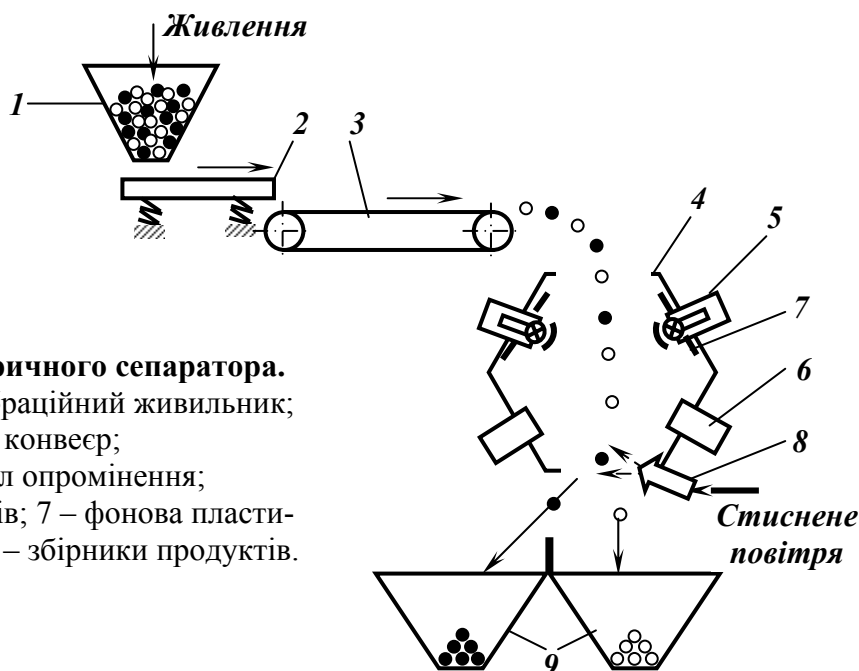 Живлення
1
2
3
4
5
7
6
8
Стиснене
повітря
9
ричного сепаратора.
раційний живильник;
конвеєр;
л опромінення;
ів; 7 – фонова пласти-
– збірники продуктів.